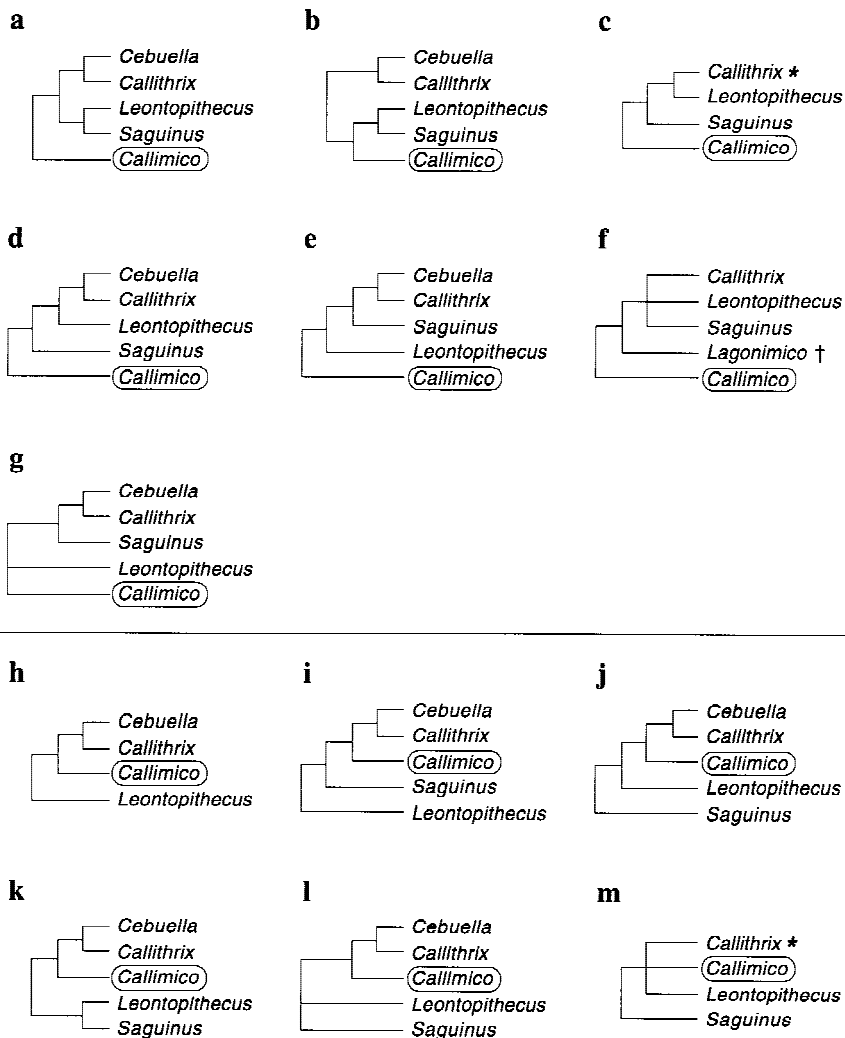 a
Cebuella
Callithrix
Leontopithecus
Saguinus
Callimico
b
Cebuella
Callithrix
Leontopithecus
Saguinus
Callimico
c
Callithrix *
Leontopithecus
Saguinus
Callimico
d
Cebuella
Callithrix
Leontopithecus
Saguinus
Callimico
e
Cebuella
Callithrix
Saguinus
Leontopithecus
Callimico
f
Callithrix
Leontopithecus
Saguinus
Lagonimico †
Callimico
g
Cebuella
Callithrix
Saguinus
Leontopithecus
Callimico
h
Cebuella
Callithrix
Callimico
Leontopithecus
i
Cebuella
Callithrix
Callimico
Saguinus
Leontopithecus
j
Cebuella
Callithrix
Callimico
Leontopithecus
Saguinus
k
Cebuella
Callithrix
Callimico
Leontopithecus
Saguinus
l
Cebuella
Callithrix
Callimico
Leontopithecus
Saguinus
m
Callithrix *
Callimico
Leontopithecus
Saguinus